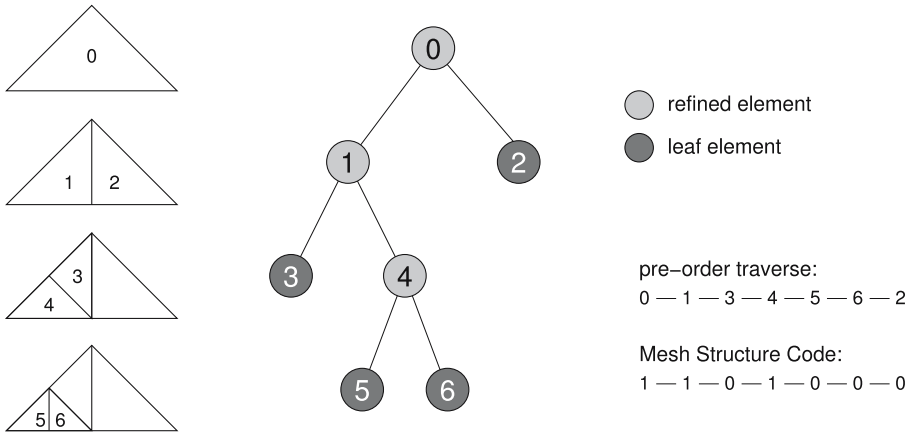 0
1 2
3
4
5 6
0
1
2
3
4
5
6
refined element
leaf element
pre−order traverse:
0 — 1 — 3 — 4 — 5 — 6 — 2
Mesh Structure Code:
1 — 1 — 0 — 1 — 0 — 0 — 0